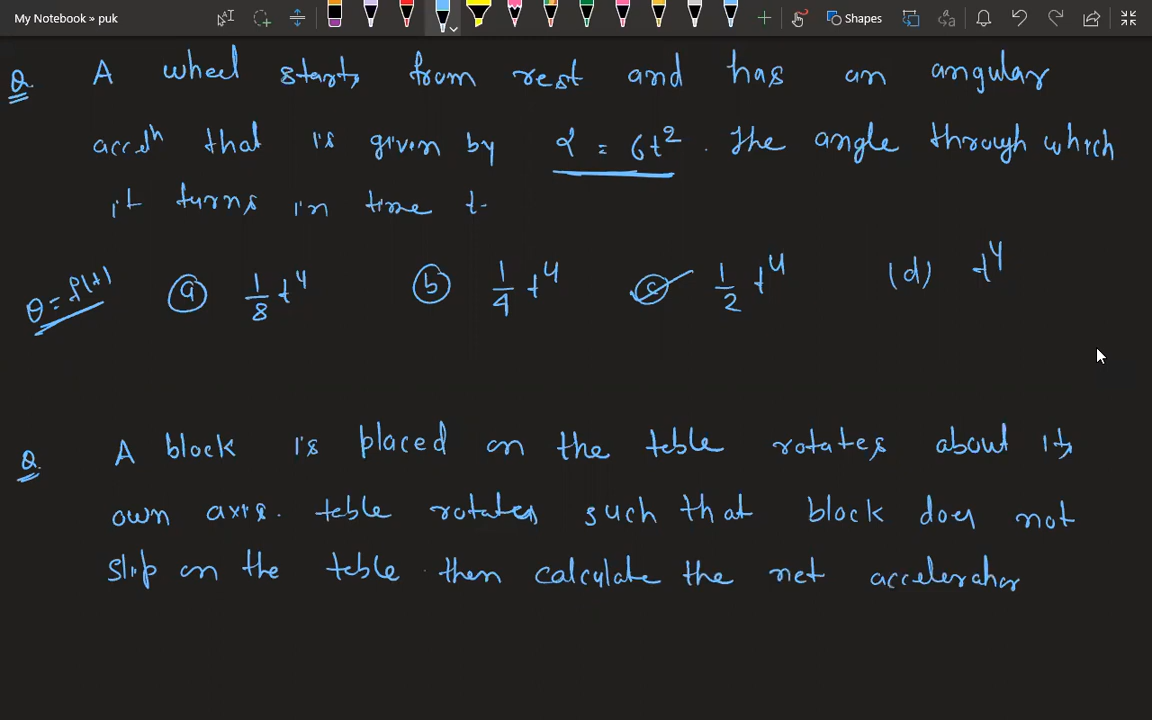 My Notebook » puk
Shapes
Q. A wheel starts from rest and has an angular
accelⁿ that is given by α = 6t². The angle through which
it turns in time t-
θ = f(t) (a) 1/8 t⁴ (b) 1/4 t⁴ (c) 1/2 t⁴ (d) t⁴
Q. A block is placed on the table rotates about its
own axis. table rotates such that block does not
slip on the table. then calculate the net acceleration